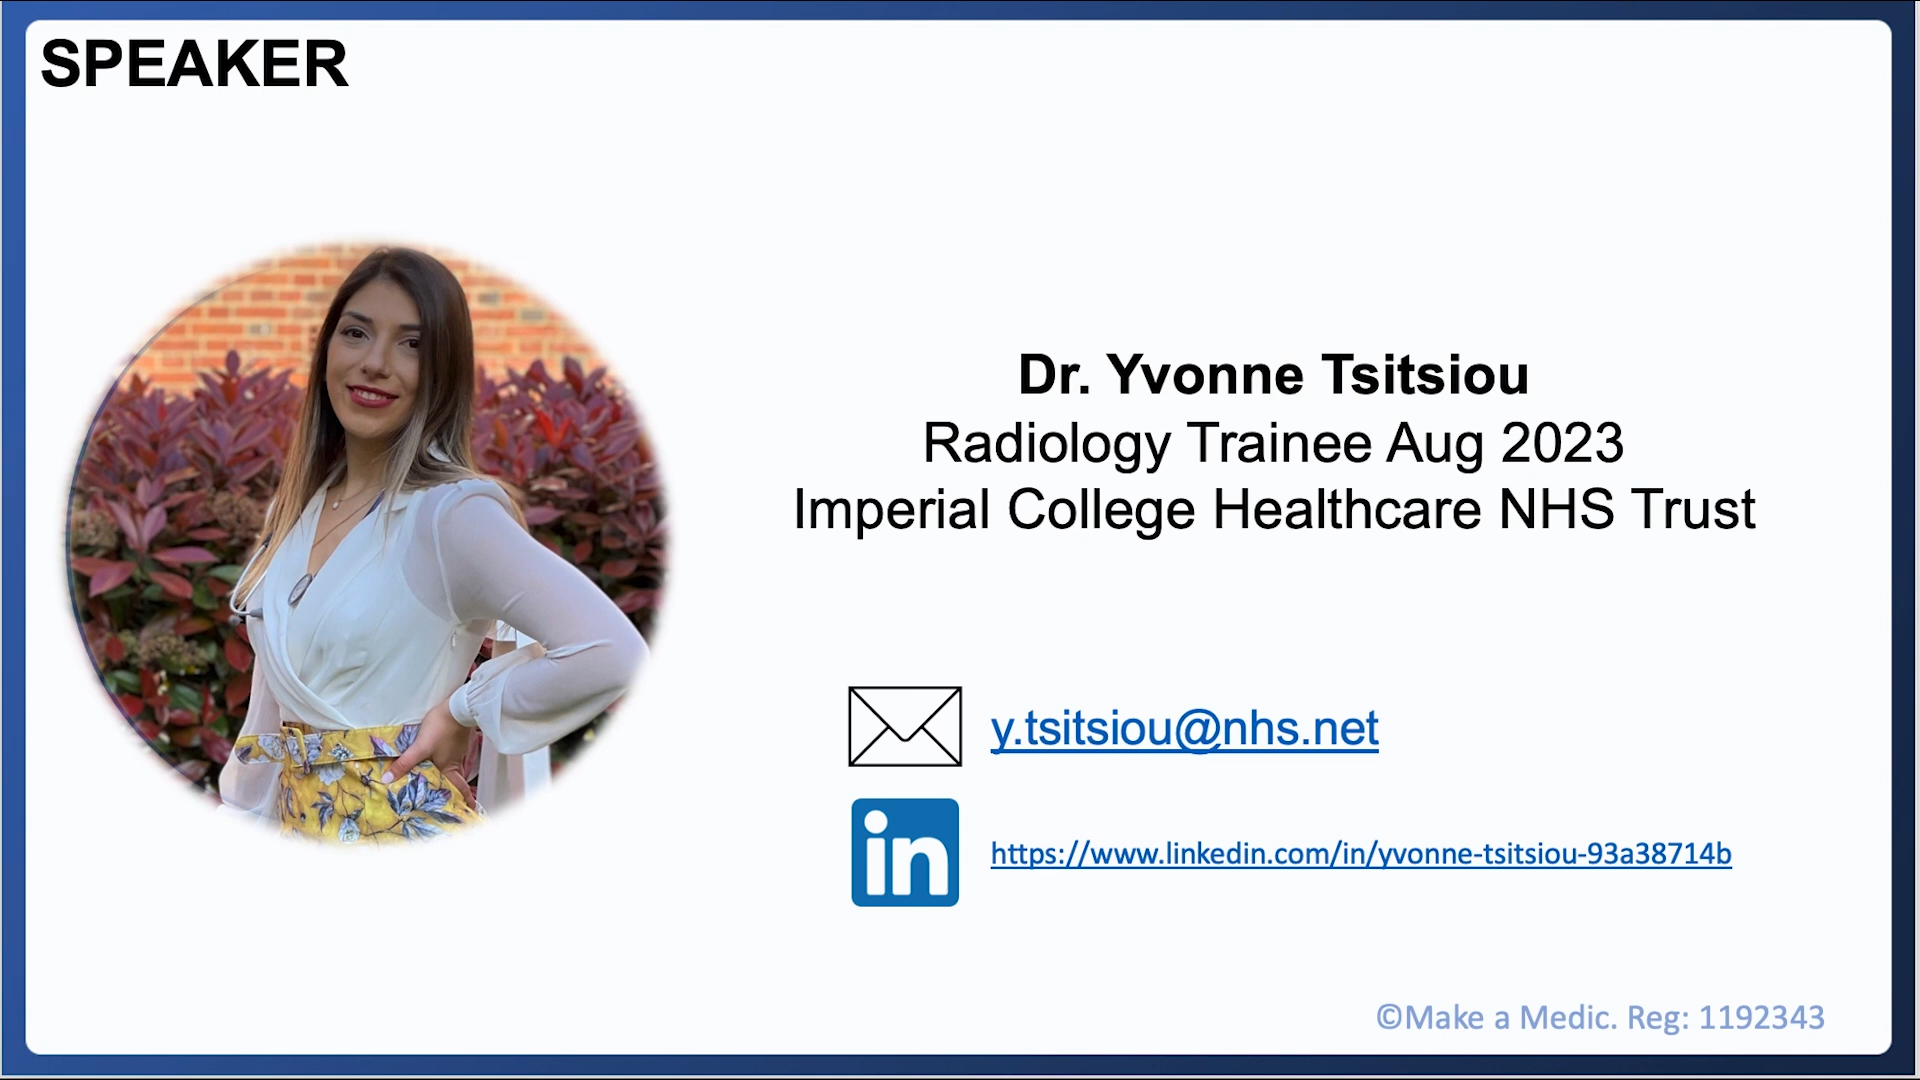 SPEAKER
Dr. Yvonne Tsitsiou
Radiology Trainee Aug 2023
Imperial College Healthcare NHS Trust
y.tsitsiou@nhs.net
in
https://www.linkedin.com/in/yvonne-tsitsiou-93a38714b
©Make a Medic. Reg: 1192343